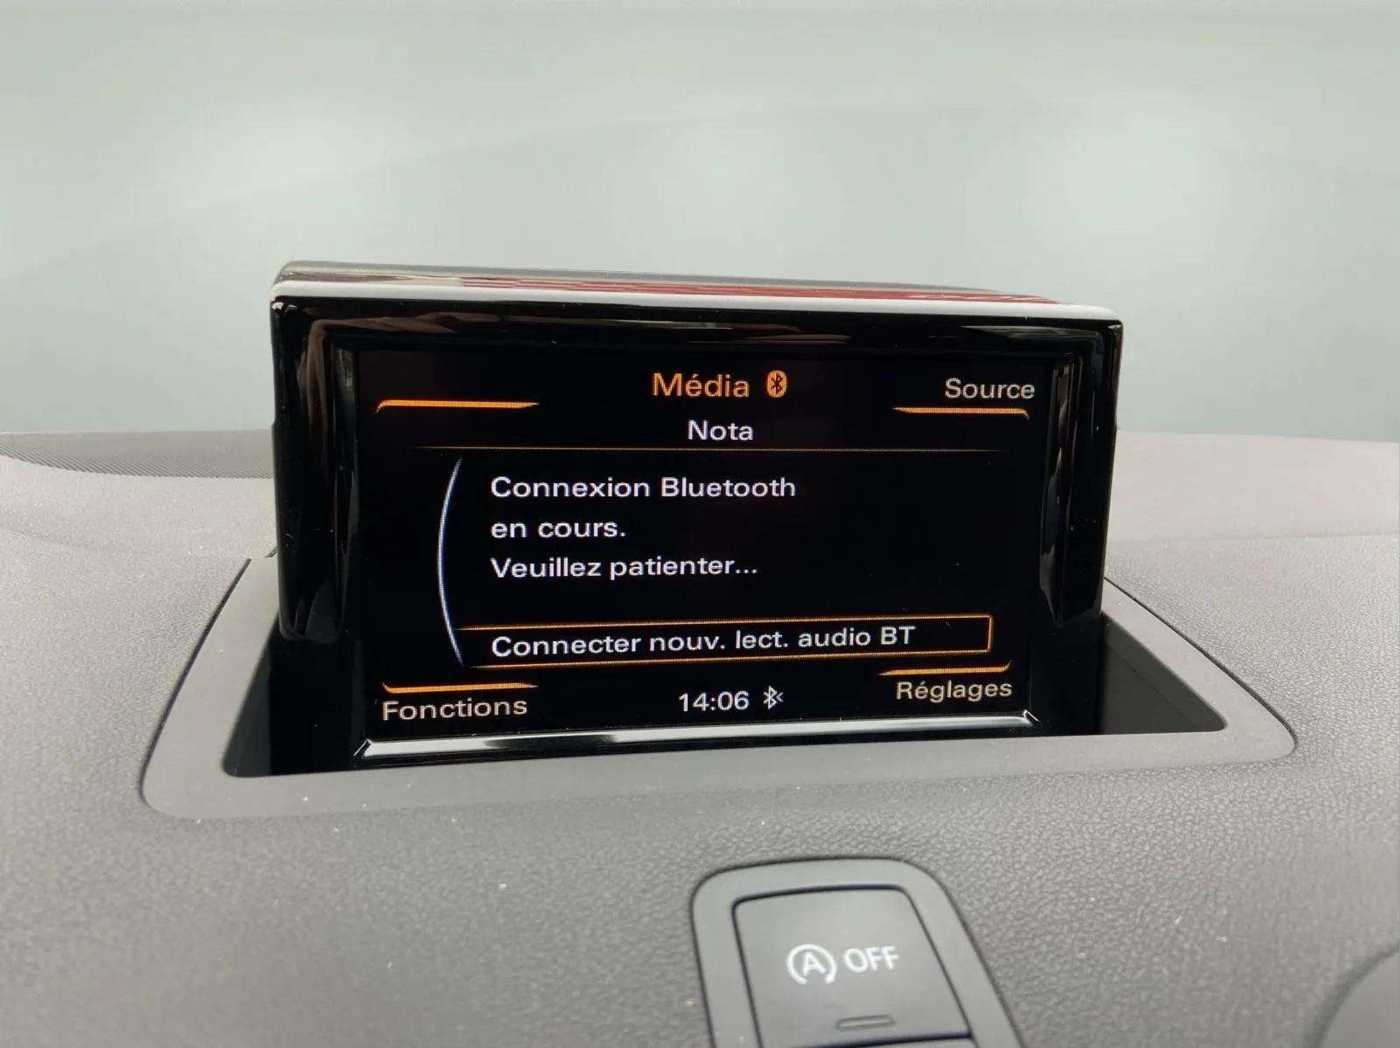 Média
Source
Nota
Connexion Bluetooth
en cours.
Veuillez patienter...
Connecter nouv. lect. audio BT
Fonctions
14:06
Réglages
A OFF